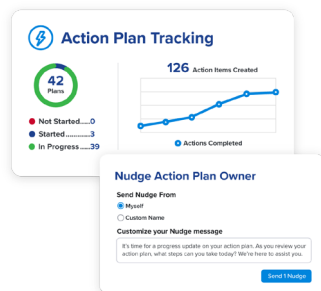 Action Plan Tracking
42
Plans
Not Started.....0
Started.............3
In Progress.....39
126 Action Items Created
Actions Completed
Nudge Action Plan Owner
Send Nudge From
Myself
Custom Name
Customize your Nudge message
It's time for a progress update on your action plan. As you review your
action plan, what steps can you take today? We're here to assist you.
Send 1 Nudge